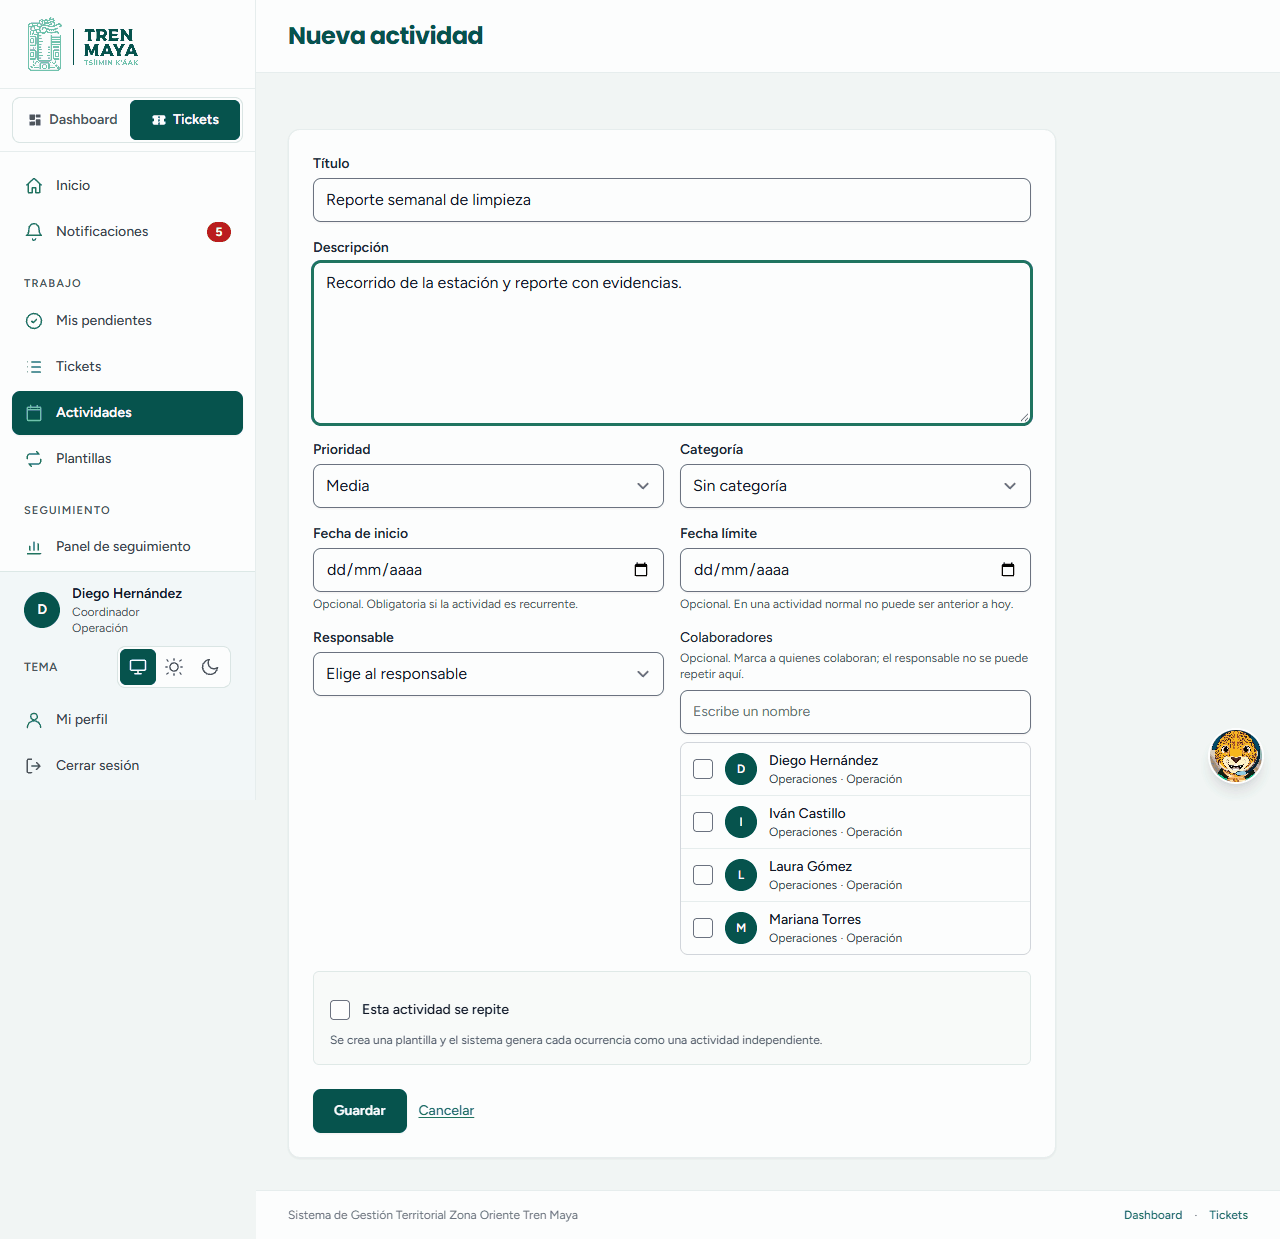 TREN
MAYA
TSÍIMIN K'ÁAK
Dashboard
Tickets
Inicio
Notificaciones
5
TRABAJO
Mis pendientes
Tickets
Actividades
Plantillas
SEGUIMIENTO
Panel de seguimiento
D
Diego Hernández
Coordinador
Operación
TEMA
Mi perfil
Cerrar sesión
Nueva actividad
Título
Reporte semanal de limpieza
Descripción
Recorrido de la estación y reporte con evidencias.
Prioridad
Media
Categoría
Sin categoría
Fecha de inicio
dd/mm/aaaa
Opcional. Obligatoria si la actividad es recurrente.
Fecha límite
dd/mm/aaaa
Opcional. En una actividad normal no puede ser anterior a hoy.
Responsable
Elige al responsable
Colaboradores
Opcional. Marca a quienes colaboran; el responsable no se puede
repetir aquí.
Escribe un nombre
D
Diego Hernández
Operaciones · Operación
I
Iván Castillo
Operaciones · Operación
L
Laura Gómez
Operaciones · Operación
M
Mariana Torres
Operaciones · Operación
Esta actividad se repite
Se crea una plantilla y el sistema genera cada ocurrencia como una actividad independiente.
Guardar
Cancelar
Sistema de Gestión Territorial Zona Oriente Tren Maya
Dashboard · Tickets